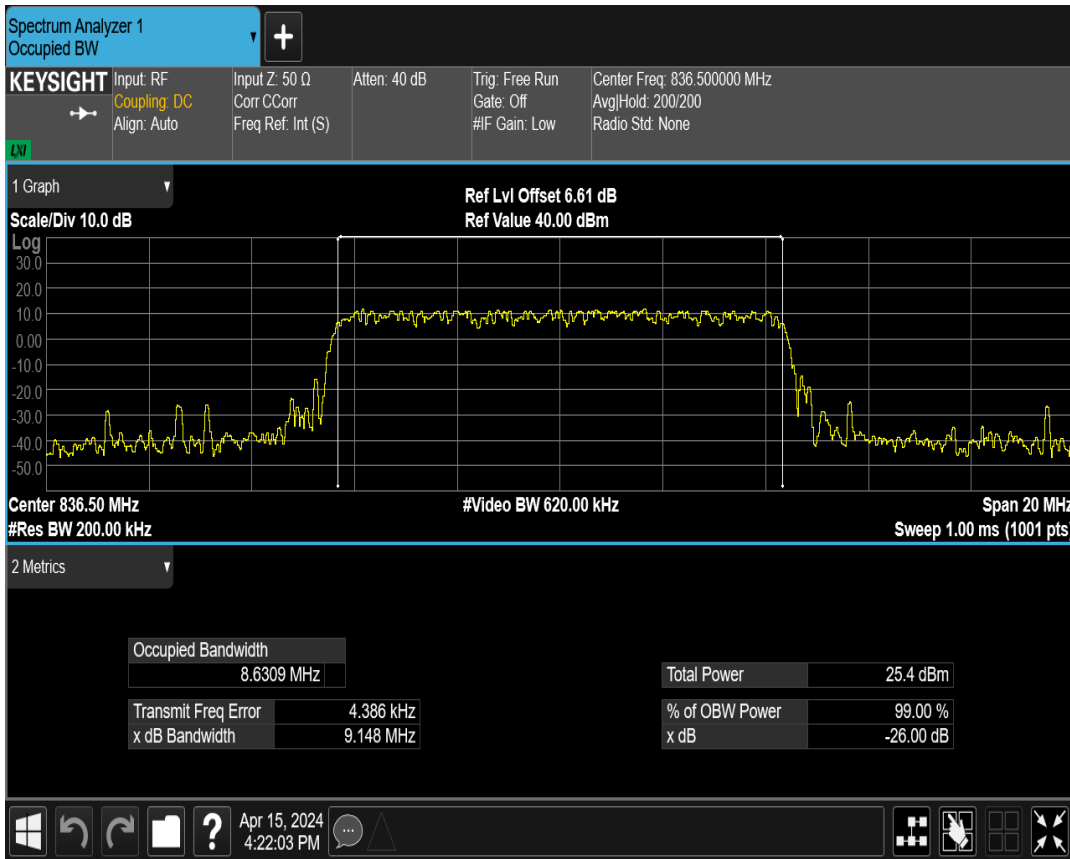 Spectrum Analyzer 1
Occupied BW
KEYSIGHT
LXI
Input: RF
Coupling: DC
Align: Auto
Input Z: 50 Ω
Corr CCorr
Freq Ref: Int (S)
Atten: 40 dB
Trig: Free Run
Gate: Off
#IF Gain: Low
Center Freq: 836.500000 MHz
Avg|Hold: 200/200
Radio Std: None
1 Graph
Scale/Div 10.0 dB
Ref Lvl Offset 6.61 dB
Ref Value 40.00 dBm
Log
30.0
20.0
10.0
0.00
-10.0
-20.0
-30.0
-40.0
-50.0
Center 836.50 MHz
#Res BW 200.00 kHz
#Video BW 620.00 kHz
Span 20 MHz
Sweep 1.00 ms (1001 pts)
2 Metrics
Occupied Bandwidth
8.6309 MHz
Transmit Freq Error 4.386 kHz
x dB Bandwidth 9.148 MHz
Total Power 25.4 dBm
% of OBW Power 99.00 %
x dB -26.00 dB
Apr 15, 2024
4:22:03 PM